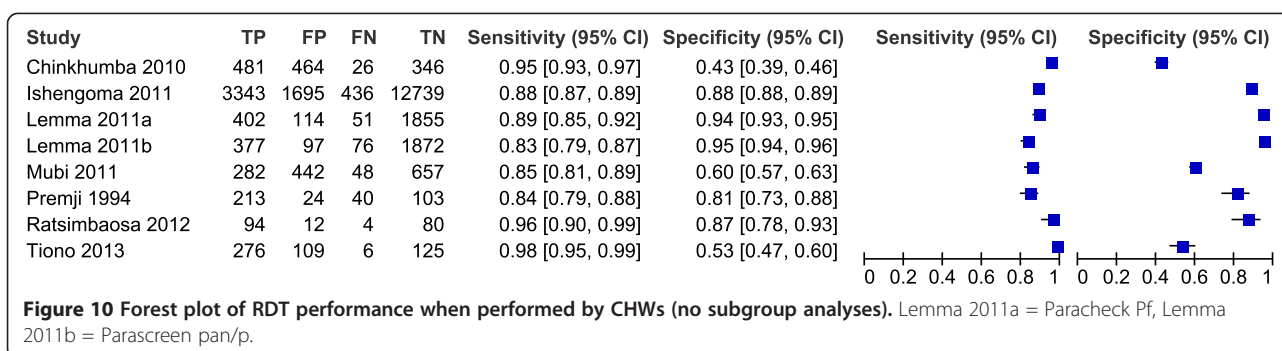 Study TP FP FN TN Sensitivity (95% CI) Specificity (95% CI) Sensitivity (95% CI) Specificity (95% CI)
Chinkhumba 2010 481 464 26 346 0.95 [0.93, 0.97] 0.43 [0.39, 0.46]
Ishengoma 2011 3343 1695 436 12739 0.88 [0.87, 0.89] 0.88 [0.88, 0.89]
Lemma 2011a 402 114 51 1855 0.89 [0.85, 0.92] 0.94 [0.93, 0.95]
Lemma 2011b 377 97 76 1872 0.83 [0.79, 0.87] 0.95 [0.94, 0.96]
Mubi 2011 282 442 48 657 0.85 [0.81, 0.89] 0.60 [0.57, 0.63]
Premji 1994 213 24 40 103 0.84 [0.79, 0.88] 0.81 [0.73, 0.88]
Ratsimbaosa 2012 94 12 4 80 0.96 [0.90, 0.99] 0.87 [0.78, 0.93]
Tiono 2013 276 109 6 125 0.98 [0.95, 0.99] 0.53 [0.47, 0.60]
0 0.2 0.4 0.6 0.8 1 0 0.2 0.4 0.6 0.8 1
Figure 10 Forest plot of RDT performance when performed by CHWs (no subgroup analyses). Lemma 2011a = Paracheck Pf, Lemma
2011b = Parascreen pan/p.